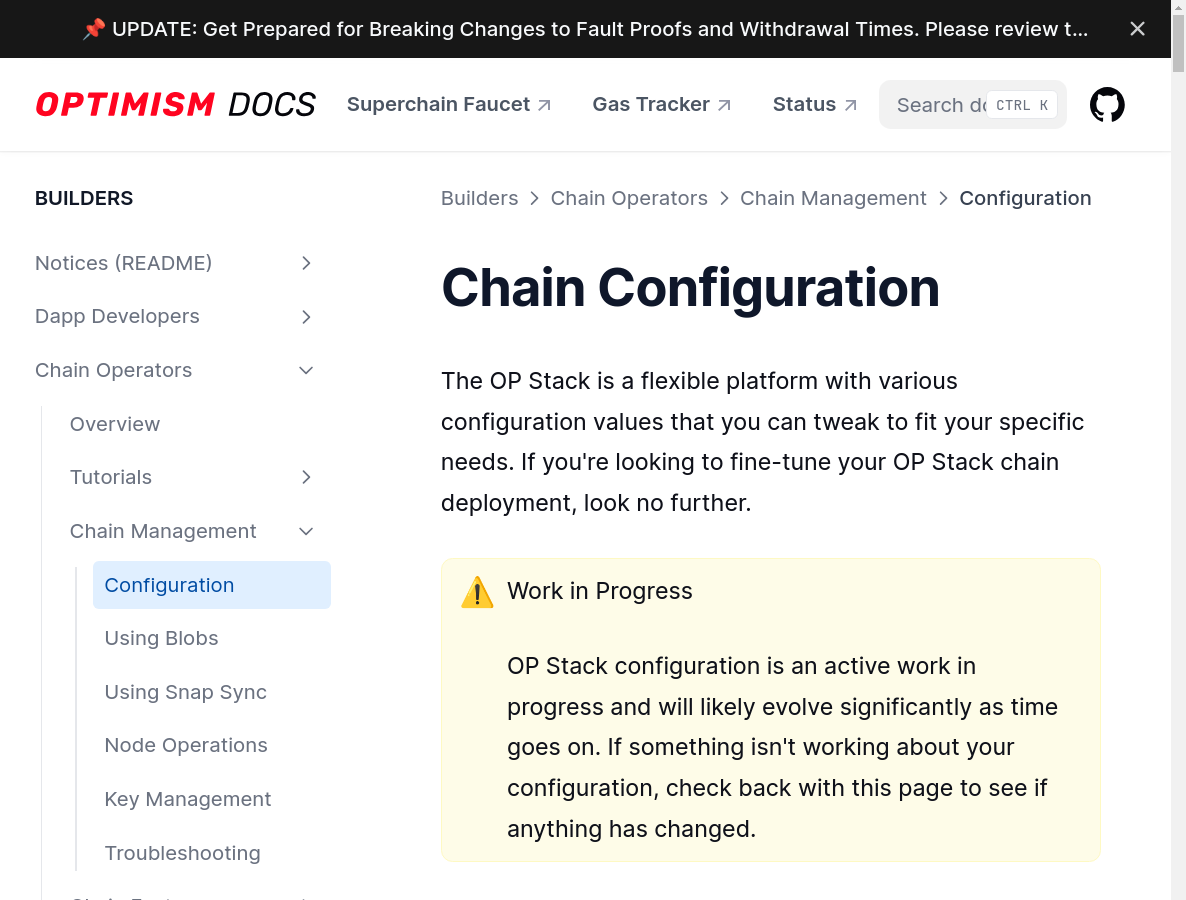 📌 UPDATE: Get Prepared for Breaking Changes to Fault Proofs and Withdrawal Times. Please review t...
OPTIMISM DOCS
Superchain Faucet
Gas Tracker
Status
Search do
CTRL K
BUILDERS
Notices (README)
Dapp Developers
Chain Operators
Overview
Tutorials
Chain Management
Configuration
Using Blobs
Using Snap Sync
Node Operations
Key Management
Troubleshooting
Builders > Chain Operators > Chain Management > Configuration
Chain Configuration
The OP Stack is a flexible platform with various
configuration values that you can tweak to fit your specific
needs. If you're looking to fine-tune your OP Stack chain
deployment, look no further.
⚠️ Work in Progress
OP Stack configuration is an active work in
progress and will likely evolve significantly as time
goes on. If something isn't working about your
configuration, check back with this page to see if
anything has changed.